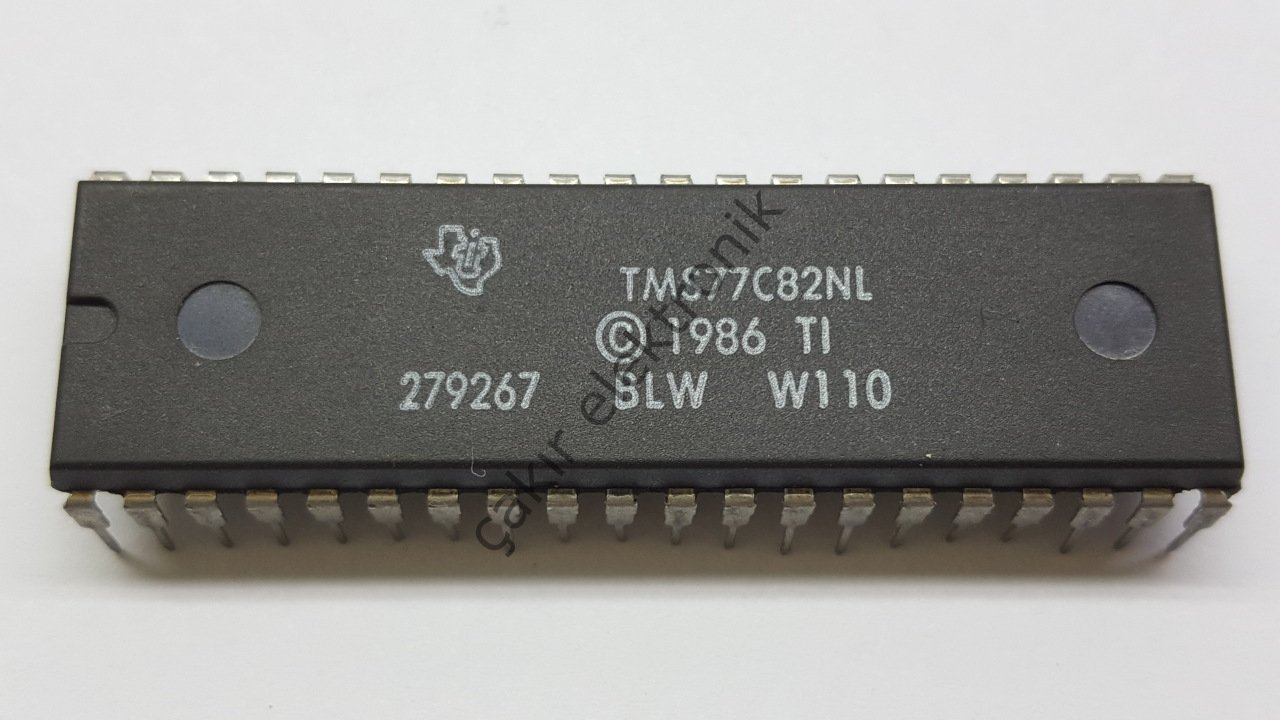 TMS77C82NL
© 1986 TI
279267 BLW W110
çakır elektronik